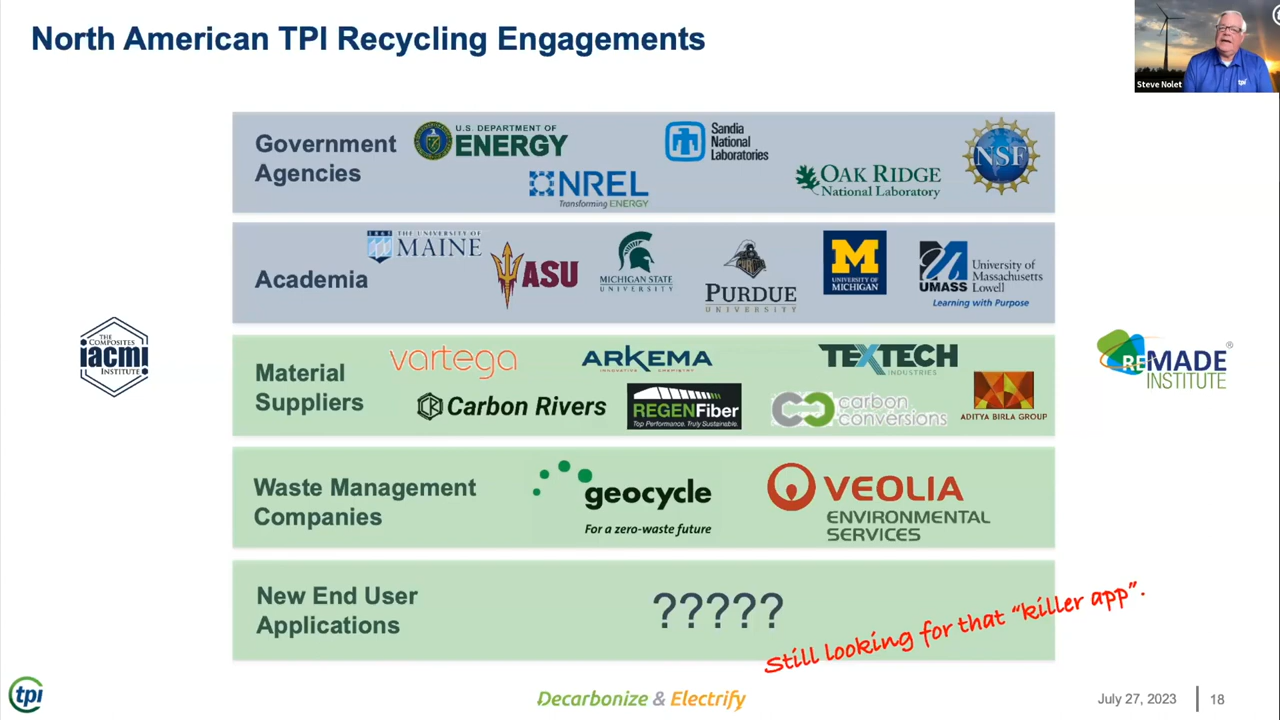 North American TPI Recycling Engagements
tpi
Steve Nolet
Government
Agencies
U.S. DEPARTMENT OF
ENERGY
NREL
Transforming ENERGY
Sandia
National
Laboratories
OAK RIDGE
National Laboratory
NSF
Academia
1865
THE UNIVERSITY OF
MAINE
ASU
MICHIGAN STATE
UNIVERSITY
PURDUE
PURDUE
UNIVERSITY
M
UNIVERSITY OF
MICHIGAN
UMASS
University of
Massachusetts
Lowell
Learning with Purpose
THE
COMPOSITES
iacmi
INSTITUTE
Material
Suppliers
vartega
ARKEMA
INNOVATIVE CHEMISTRY
TEXTECH
INDUSTRIES
Carbon Rivers
REGENFiber
Top Performance. Truly Sustainable.
carbon
conversions
ADITYA BIRLA GROUP
REMADE
INSTITUTE
®
Waste Management
Companies
geocycle
For a zero-waste future
VEOLIA
ENVIRONMENTAL
SERVICES
New End User
Applications
?????
Still looking for that “killer app”.
tpi
Decarbonize & Electrify
July 27, 2023
18